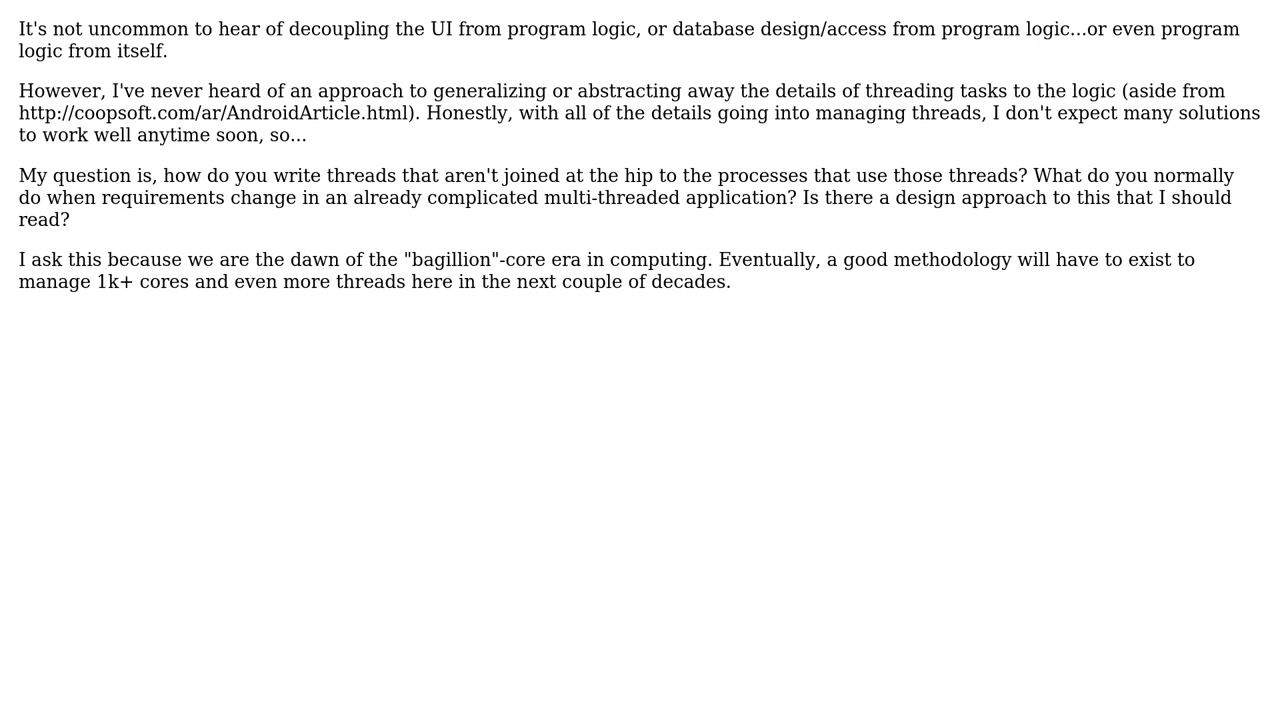 It's not uncommon to hear of decoupling the UI from program logic, or database design/access from program logic...or even program
logic from itself.
However, I've never heard of an approach to generalizing or abstracting away the details of threading tasks to the logic (aside from
http://coopsoft.com/ar/AndroidArticle.html). Honestly, with all of the details going into managing threads, I don't expect many solutions
to work well anytime soon, so...
My question is, how do you write threads that aren't joined at the hip to the processes that use those threads? What do you normally
do when requirements change in an already complicated multi-threaded application? Is there a design approach to this that I should
read?
I ask this because we are the dawn of the "bagillion"-core era in computing. Eventually, a good methodology will have to exist to
manage 1k+ cores and even more threads here in the next couple of decades.